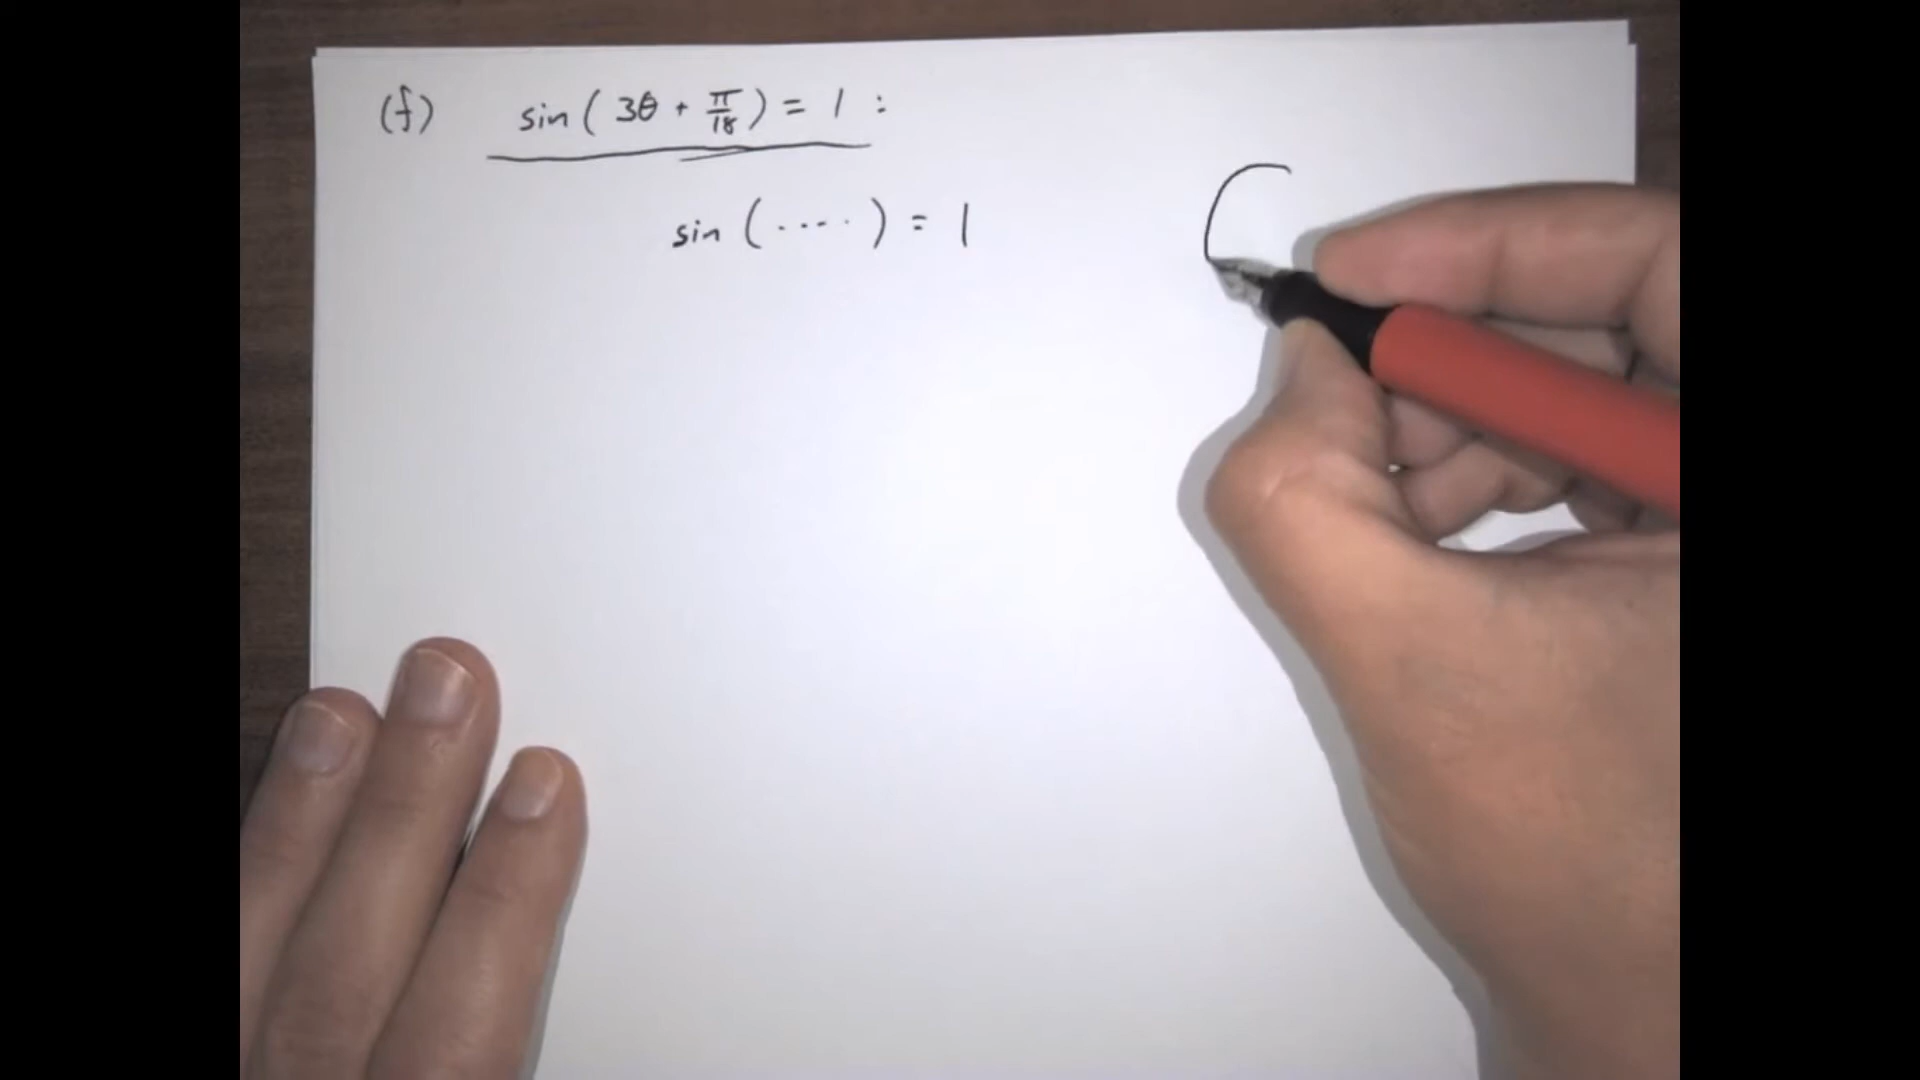 (f) sin(3θ + π/18) = 1 :
sin (....) = 1